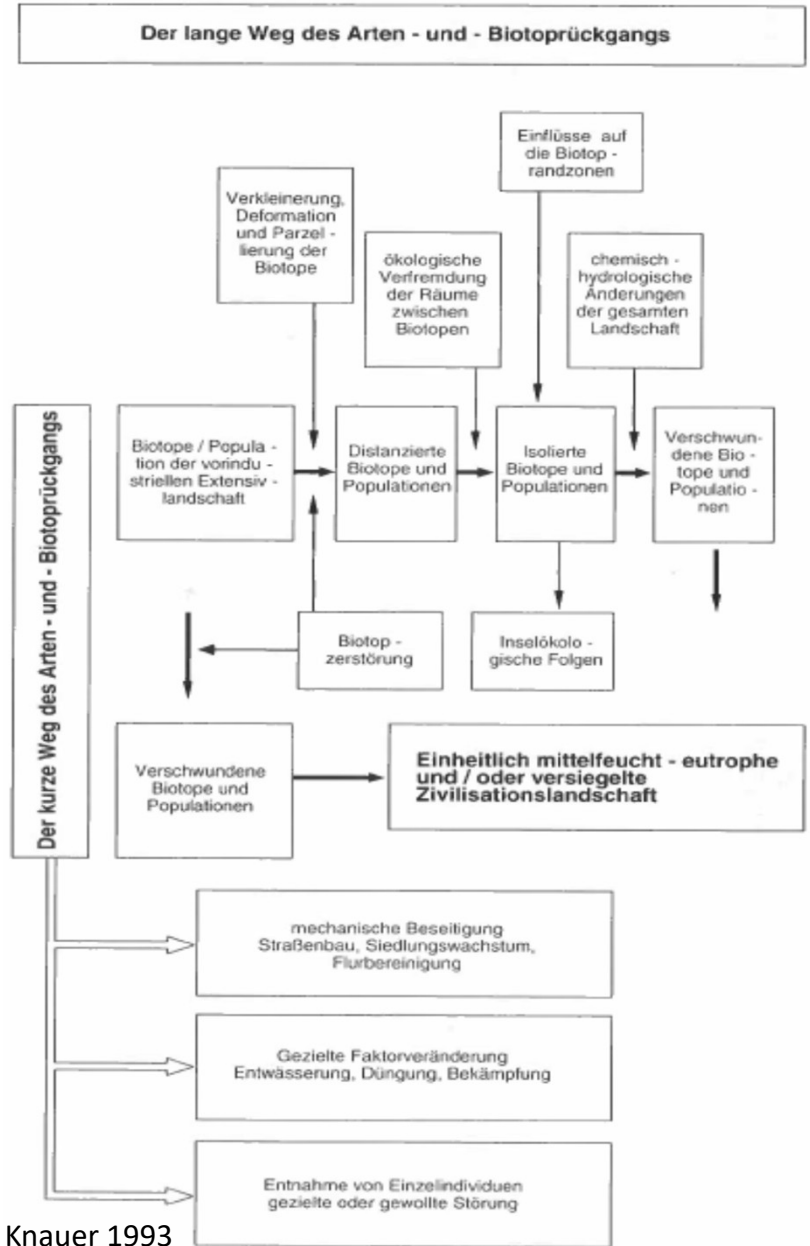 Der lange Weg des Arten - und - Biotoprückgangs
Einflüsse auf
die Biotop -
randzonen
Verkleinerung,
Deformation
und Parzel -
lierung der
Biotope
ökologische
Verfremdung
der Räume
zwischen
Biotopen
chemisch -
hydrologische
Änderungen
der gesamten
Landschaft
Der kurze Weg des Arten - und - Biotoprückgangs
Biotope / Popula -
tion der vorindu -
striellen Extensiv -
landschaft
Distanzierte
Biotope und
Populationen
Isolierte
Biotope und
Populationen
Verschwun-
dene Bio -
tope und
Populatio -
nen
Biotop -
zerstörung
Inselökolo -
gische Folgen
Verschwundene
Biotope und
Populationen
Einheitlich mittelfeucht - eutrophe
und / oder versiegelte
Zivilisationslandschaft
mechanische Beseitigung
Straßenbau, Siedlungswachstum,
Flurbereinigung
Gezielte Faktorveränderung
Entwässerung, Düngung, Bekämpfung
Entnahme von Einzelindividuen
gezielte oder gewollte Störung
Knauer 1993